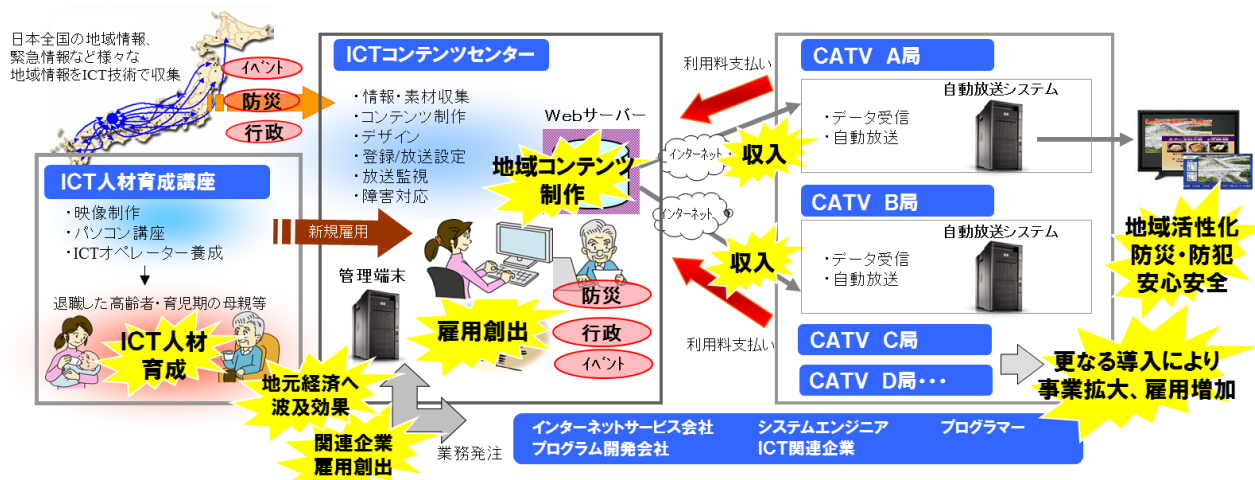 日本全国の地域情報、
緊急情報など様々な
地域情報をICT技術で収集
イベント
防災
行政
ICT人材育成講座
・映像制作
・パソコン講座
・ICTオペレーター養成
退職した高齢者・育児期の母親等
ICT人材
育成
新規雇用
ICTコンテンツセンター
・情報・素材収集
・コンテンツ制作
・デザイン
・登録/放送設定
・放送監視
・障害対応
Webサーバー
地域コンテンツ
制作
管理端末
雇用創出
防災
行政
イベント
地元経済へ
波及効果
関連企業
雇用創出
業務発注
利用料支払い
インターネット
収入
インターネット
収入
利用料支払い
CATV A局
自動放送システム
・データ受信
・自動放送
CATV B局
自動放送システム
・データ受信
・自動放送
CATV C局
CATV D局・・・
地域活性化
防災・防犯
安心安全
更なる導入により
事業拡大、雇用増加
インターネットサービス会社 システムエンジニア プログラマー
プログラム開発会社 ICT関連企業